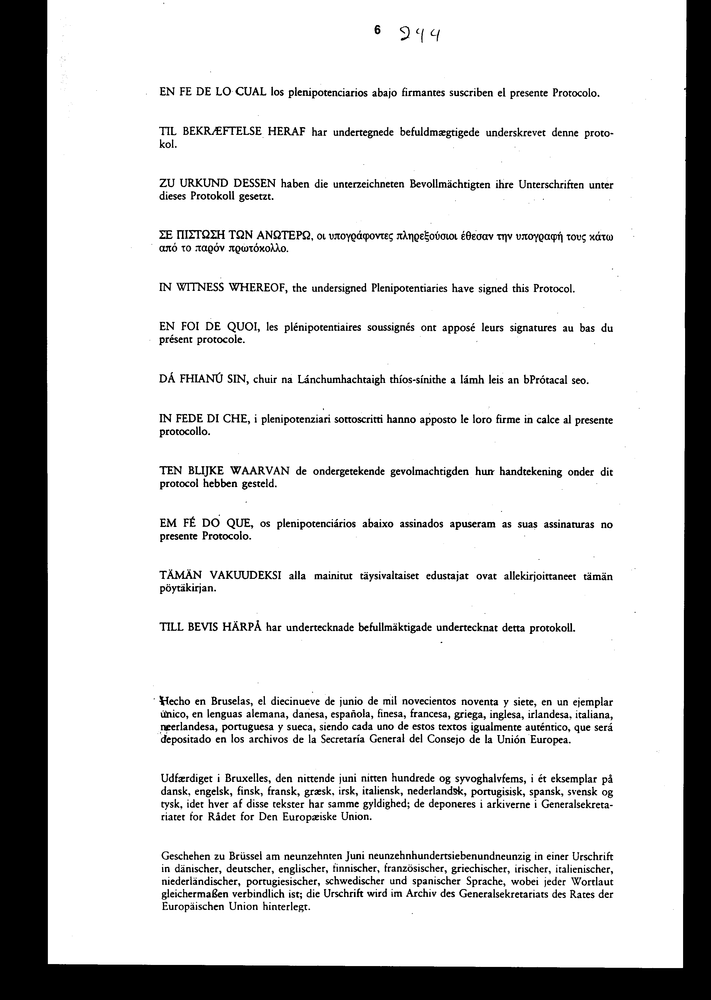 6 244
EN FE DE LO CUAL los plenipotenciarios abajo firmantes suscriben el presente Protocolo.
TIL BEKRÆFTELSE HERAF har undertegnede befuldmægtigede underskrevet denne proto-
kol.
ZU URKUND DESSEN haben die unterzeichneten Bevollmächtigten ihre Unterschriften unter
dieses Protokoll gesetzt.
ΣΕ ΠΙΣΤΩΣΗ ΤΩΝ ΑΝΩΤΕΡΩ, οι υπογράφοντες πληρεξούσιοι έθεσαν την υπογραφή τους κάτω
από το παρόν πρωτόκολλο.
IN WITNESS WHEREOF, the undersigned Plenipotentiaries have signed this Protocol.
EN FOI DE QUOI, les plénipotentiaires soussignés ont apposé leurs signatures au bas du
présent protocole.
DÁ FHIANÚ SIN, chuir na Lánchumhachtaigh thíos-sínithe a lámh leis an bPrótacal seo.
IN FEDE DI CHE, i plenipotenziari sottoscritti hanno apposto le loro firme in calce al presente
protocollo.
TEN BLIJKE WAARVAN de ondergetekende gevolmachtigden hun handtekening onder dit
protocol hebben gesteld.
EM FÉ DO QUE, os plenipotenciários abaixo assinados apuseram as suas assinaturas no
presente Protocolo.
TÄMÄN VAKUUDEKSI alla mainitut täysivaltaiset edustajat ovat allekirjoittaneet tämän
pöytäkirjan.
TILL BEVIS HÄRPÅ har undertecknade befullmäktigade undertecknat detta protokoll.
Hecho en Bruselas, el diecinueve de junio de mil novecientos noventa y siete, en un ejemplar
único, en lenguas alemana, danesa, española, finesa, francesa, griega, inglesa, irlandesa, italiana,
neerlandesa, portuguesa y sueca, siendo cada uno de estos textos igualmente auténtico, que será
depositado en los archivos de la Secretaría General del Consejo de la Unión Europea.
Udfærdiget i Bruxelles, den nittende juni nitten hundrede og syvoghalvfems, i ét eksemplar på
dansk, engelsk, finsk, fransk, græsk, irsk, italiensk, nederlandsk, portugisisk, spansk, svensk og
tysk, idet hver af disse tekster har samme gyldighed; de deponeres i arkiverne i Generalsekreta-
riatet for Rådet for Den Europæiske Union.
Geschehen zu Brüssel am neunzehnten Juni neunzehnhundertsiebenundneunzig in einer Urschrift
in dänischer, deutscher, englischer, finnischer, französischer, griechischer, irischer, italienischer,
niederländischer, portugiesischer, schwedischer und spanischer Sprache, wobei jeder Wortlaut
gleichermaßen verbindlich ist; die Urschrift wird im Archiv des Generalsekretariats des Rates der
Europäischen Union hinterlegt.